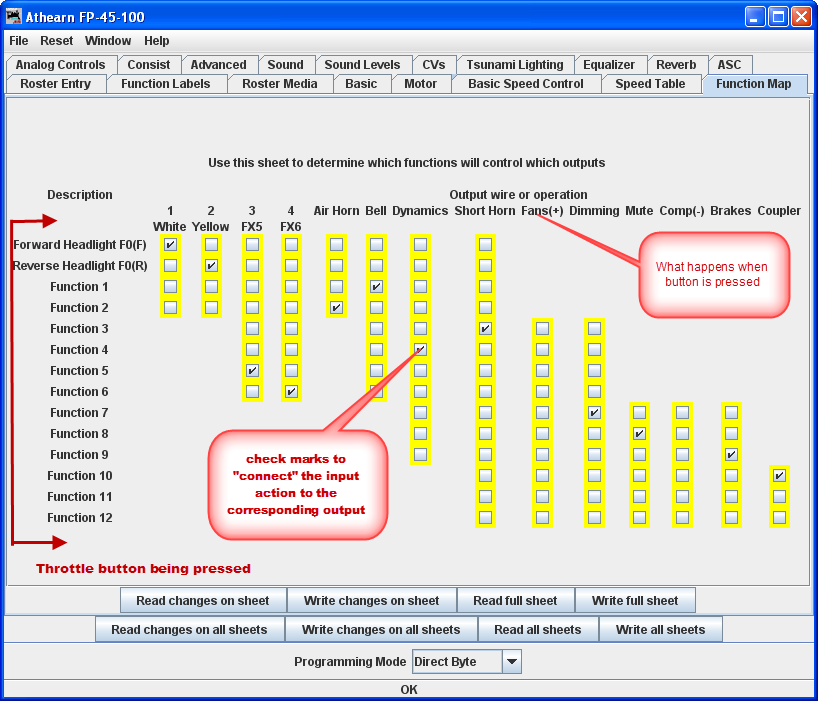 Athearn FP-45-100
File Reset Window Help
Analog Controls Consist Advanced Sound Sound Levels CVs Tsunami Lighting Equalizer Reverb ASC
Roster Entry Function Labels Roster Media Basic Motor Basic Speed Control Speed Table Function Map
Use this sheet to determine which functions will control which outputs
Description Output wire or operation
1 2 3 4 Air Horn Bell Dynamics Short Horn Fans(+) Dimming Mute Comp(-) Brakes Coupler
White Yellow FX5 FX6
Forward Headlight F0(F)
Reverse Headlight F0(R)
Function 1
Function 2
Function 3
Function 4
Function 5
Function 6
Function 7
Function 8
Function 9
Function 10
Function 11
Function 12
What happens when
button is pressed
check marks to
"connect" the input
action to the
corresponding output
Throttle button being pressed
Read changes on sheet Write changes on sheet Read full sheet Write full sheet
Read changes on all sheets Write changes on all sheets Read all sheets Write all sheets
Programming Mode Direct Byte
OK